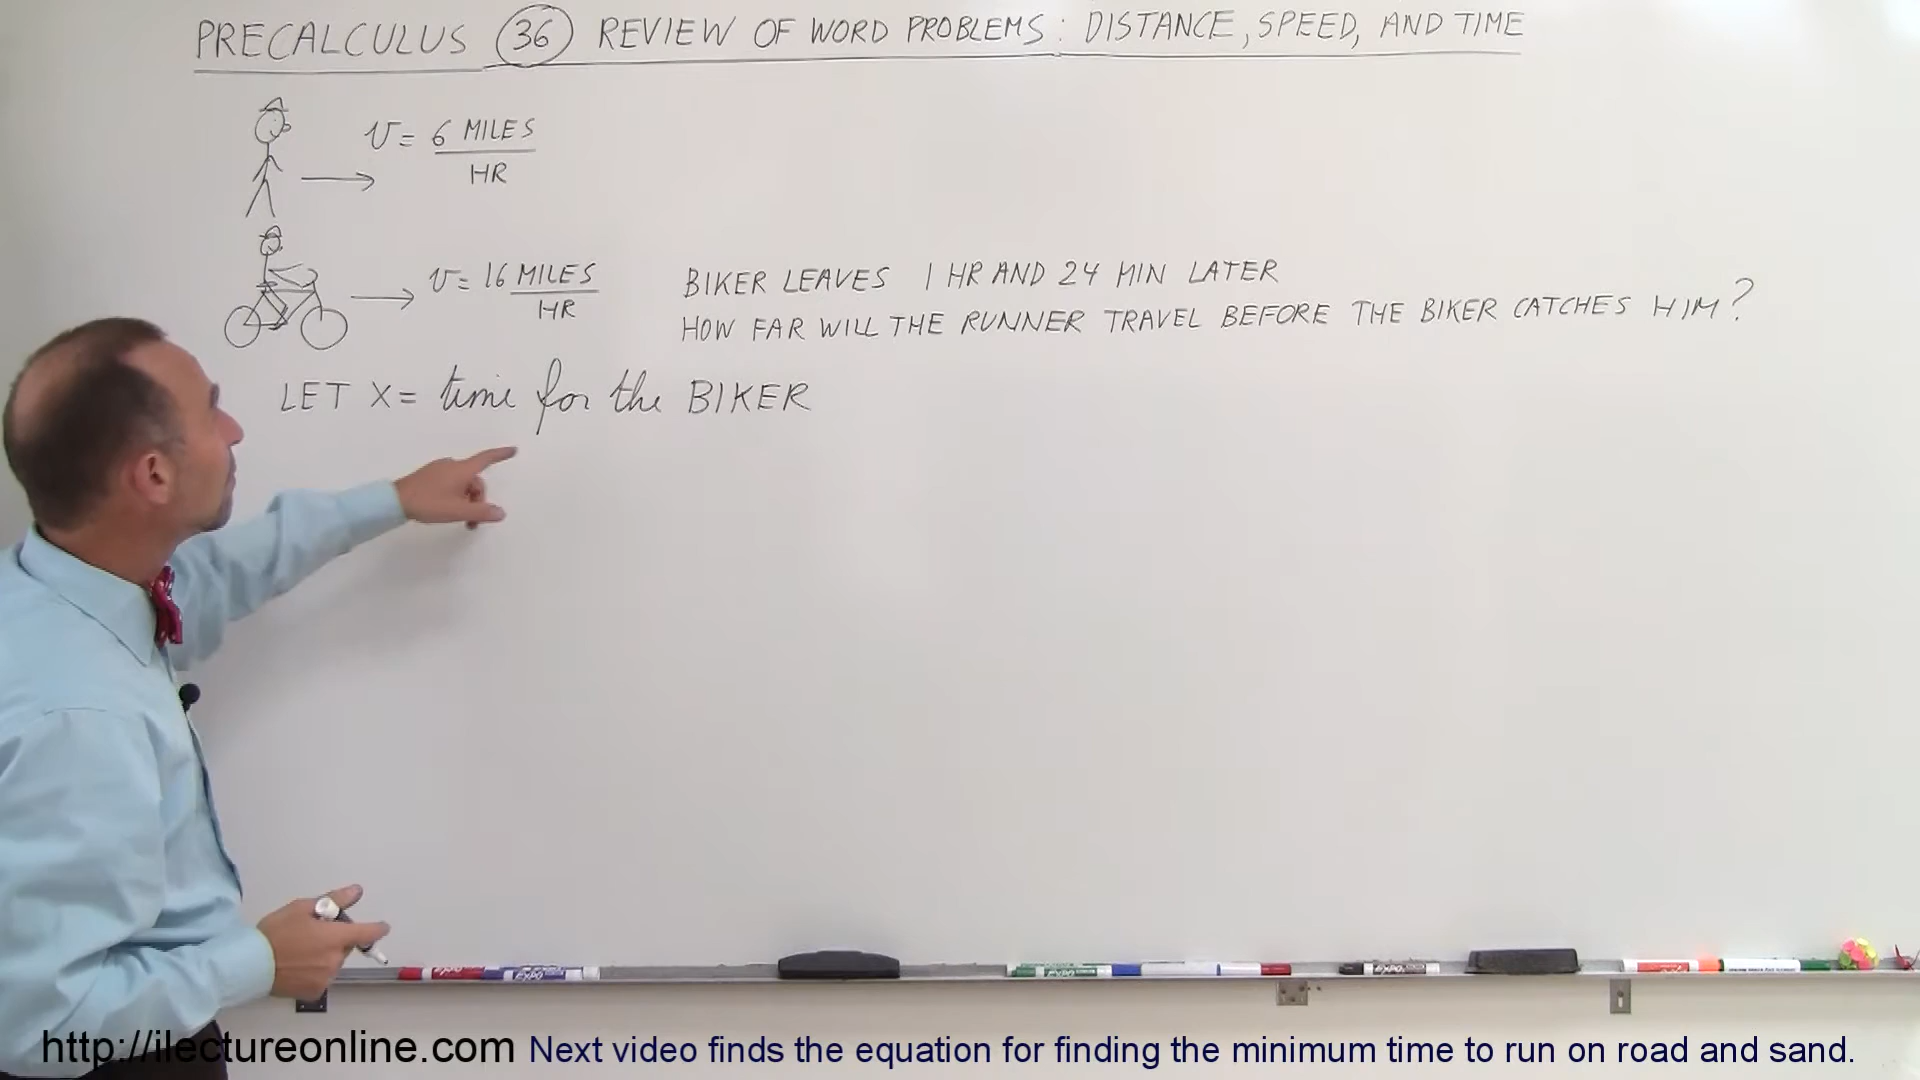 PRECALCULUS 36 REVIEW OF WORD PROBLEMS: DISTANCE, SPEED, AND TIME
V = 6 MILES
HR
V = 16 MILES
HR
BIKER LEAVES 1 HR AND 24 MIN LATER
HOW FAR WILL THE RUNNER TRAVEL BEFORE THE BIKER CATCHES HIM?
LET X = time for the BIKER
EXPO
EXPO
http://ilectureonline.com Next video finds the equation for finding the minimum time to run on road and sand.